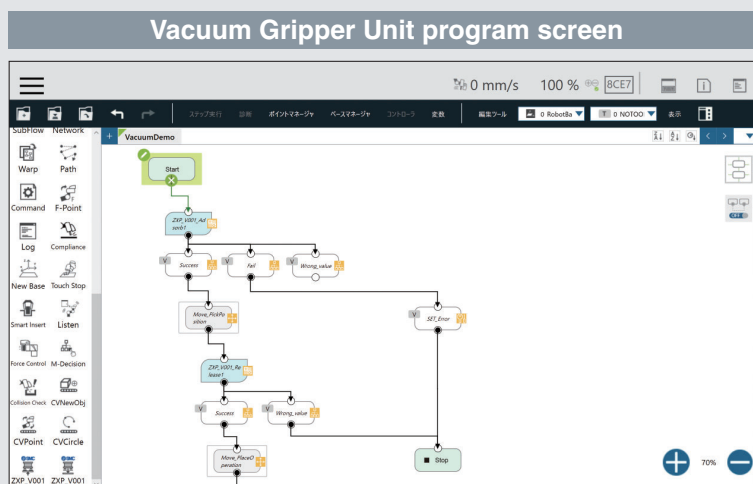 Vacuum Gripper Unit program screen
0 mm/s 100 % 8CE7
ステップ実行 診断 ポイントマネージャ ベースマネージャ コントローラ 変数 編集ツール 0 RobotBa T 0 NOTOO 表示
SubFlow Network
+ VacuumDemo
Warp Path
Command F-Point
Log Compliance
New Base Touch Stop
Smart Insert Listen
Force Control M-Decision
Collision Check CVNewObj
CVPoint CVCircle
ZXP_V001 ZXP_V001
Start
ZXP_V001_Ad
sorb1
V Success
V Fail
V Wrong_value
Move_PickPo
sition
V SET_Error
ZXP_V001_Re
lease1
V Success
V Wrong_value
Move_PlaceO
peration
Stop
OFF
70%